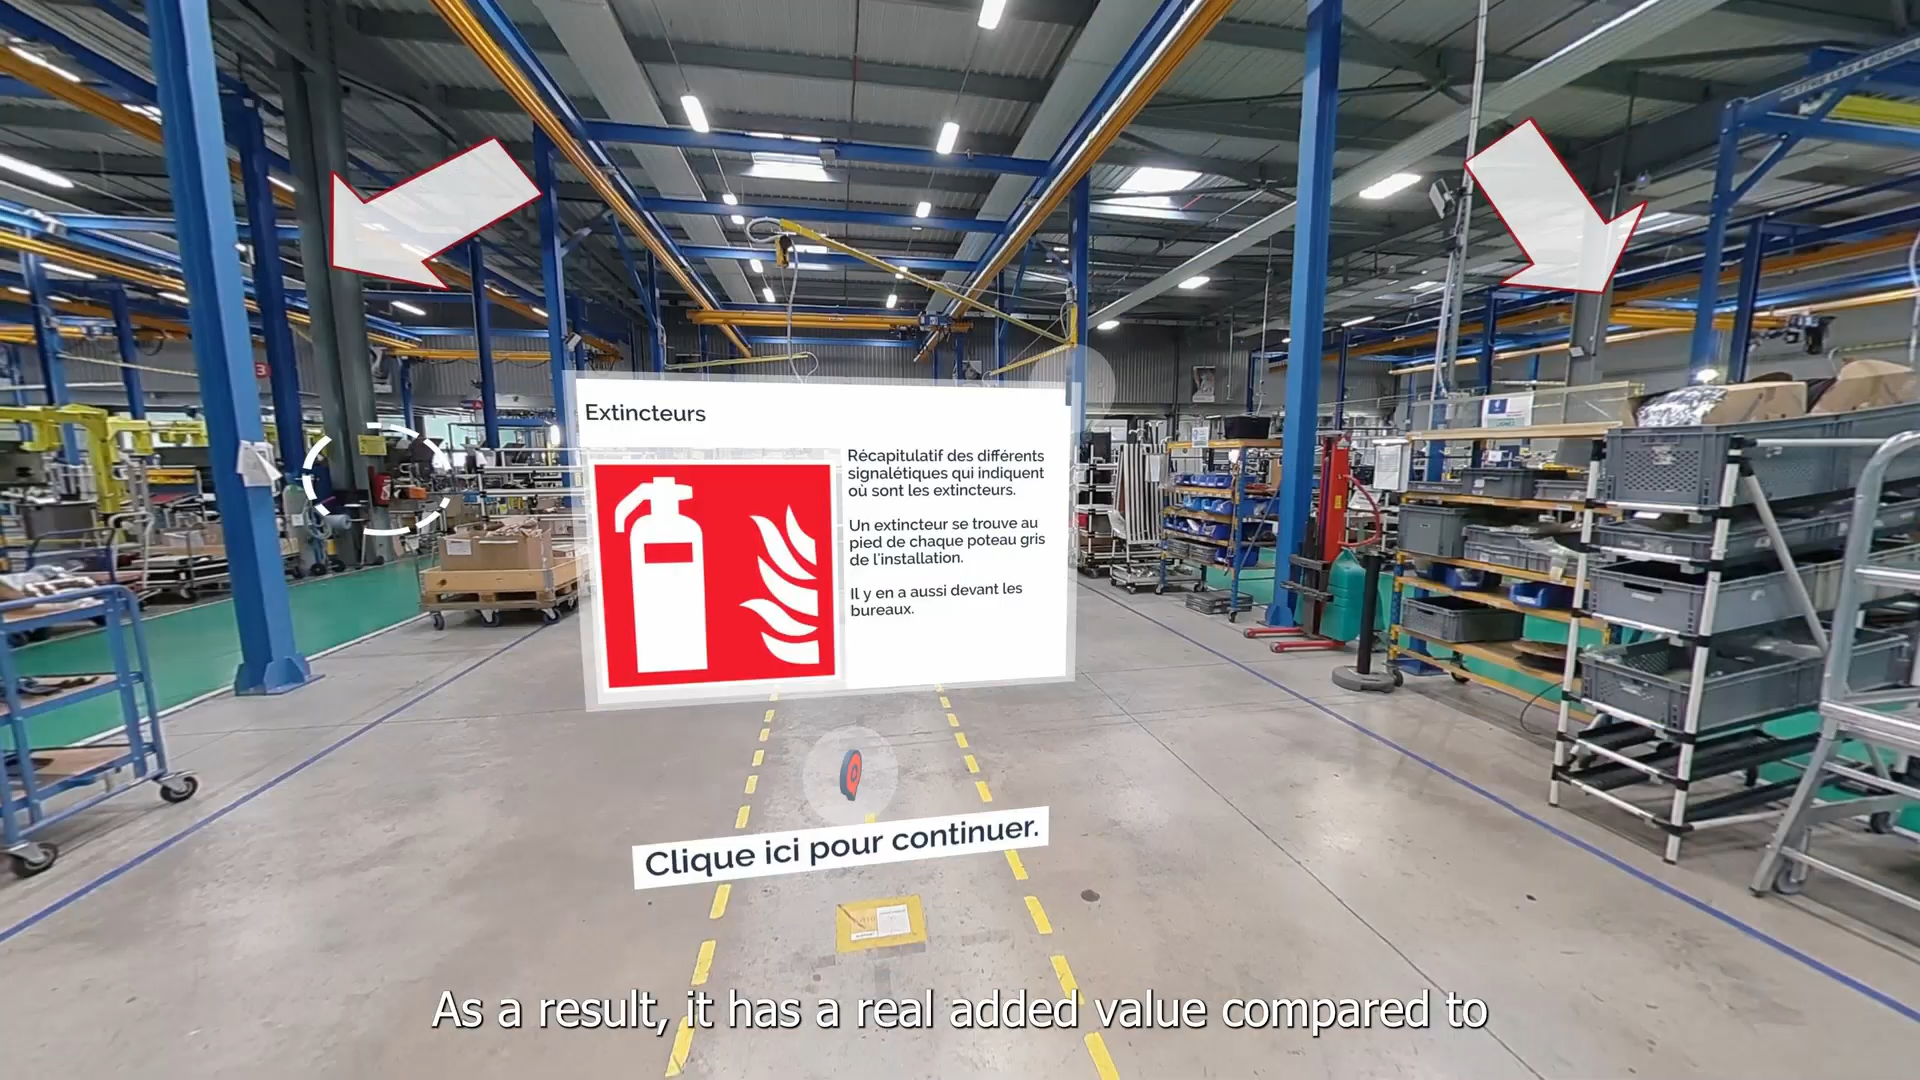 Extincteurs
Récapitulatif des différents
signalétiques qui indiquent
où sont les extincteurs.
Un extincteur se trouve au
pied de chaque poteau gris
de l'installation.
Il y en a aussi devant les
bureaux.
Clique ici pour continuer.
As a result, it has a real added value compared to